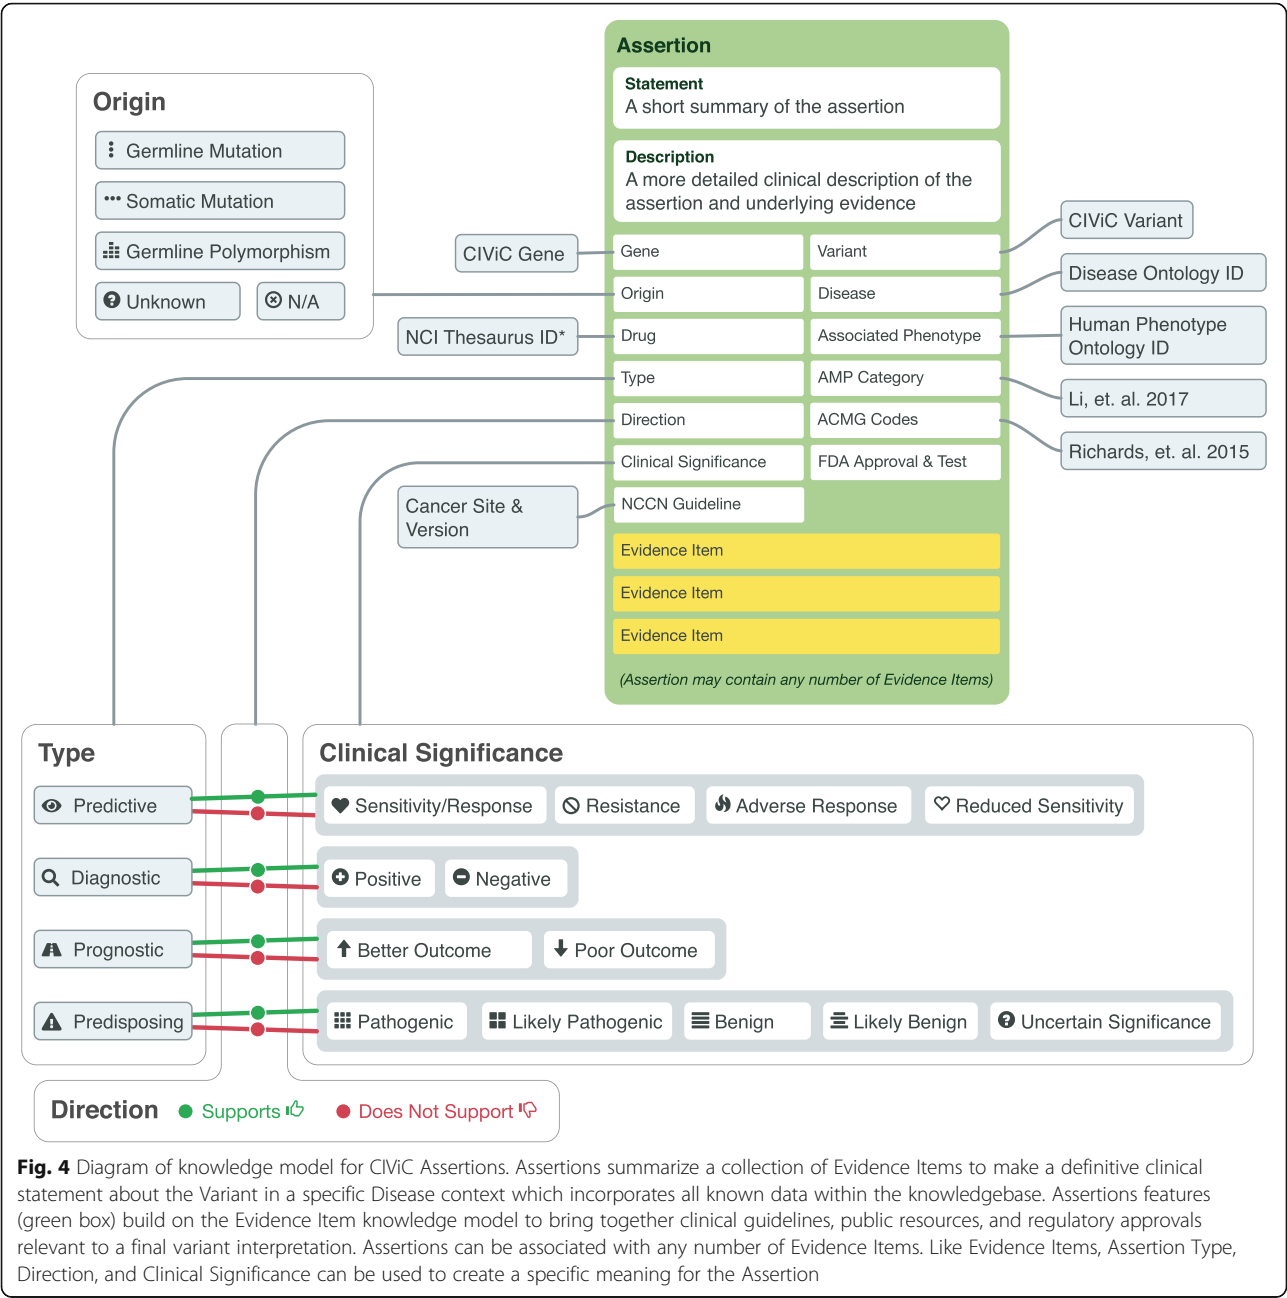 Origin
Germline Mutation
Somatic Mutation
Germline Polymorphism
Unknown
N/A
Assertion
Statement
A short summary of the assertion
Description
A more detailed clinical description of the
assertion and underlying evidence
CIViC Gene
Gene
Variant
CIViC Variant
Origin
Disease
Disease Ontology ID
NCI Thesaurus ID*
Drug
Associated Phenotype
Human Phenotype
Ontology ID
Type
AMP Category
Li, et. al. 2017
Direction
ACMG Codes
Richards, et. al. 2015
Clinical Significance
FDA Approval & Test
Cancer Site &
Version
NCCN Guideline
Evidence Item
Evidence Item
Evidence Item
(Assertion may contain any number of Evidence Items)
Type
Clinical Significance
Predictive
Sensitivity/Response
Resistance
Adverse Response
Reduced Sensitivity
Diagnostic
Positive
Negative
Prognostic
Better Outcome
Poor Outcome
Predisposing
Pathogenic
Likely Pathogenic
Benign
Likely Benign
Uncertain Significance
Direction
Supports
Does Not Support
Fig. 4 Diagram of knowledge model for CIViC Assertions. Assertions summarize a collection of Evidence Items to make a definitive clinical
statement about the Variant in a specific Disease context which incorporates all known data within the knowledgebase. Assertions features
(green box) build on the Evidence Item knowledge model to bring together clinical guidelines, public resources, and regulatory approvals
relevant to a final variant interpretation. Assertions can be associated with any number of Evidence Items. Like Evidence Items, Assertion Type,
Direction, and Clinical Significance can be used to create a specific meaning for the Assertion